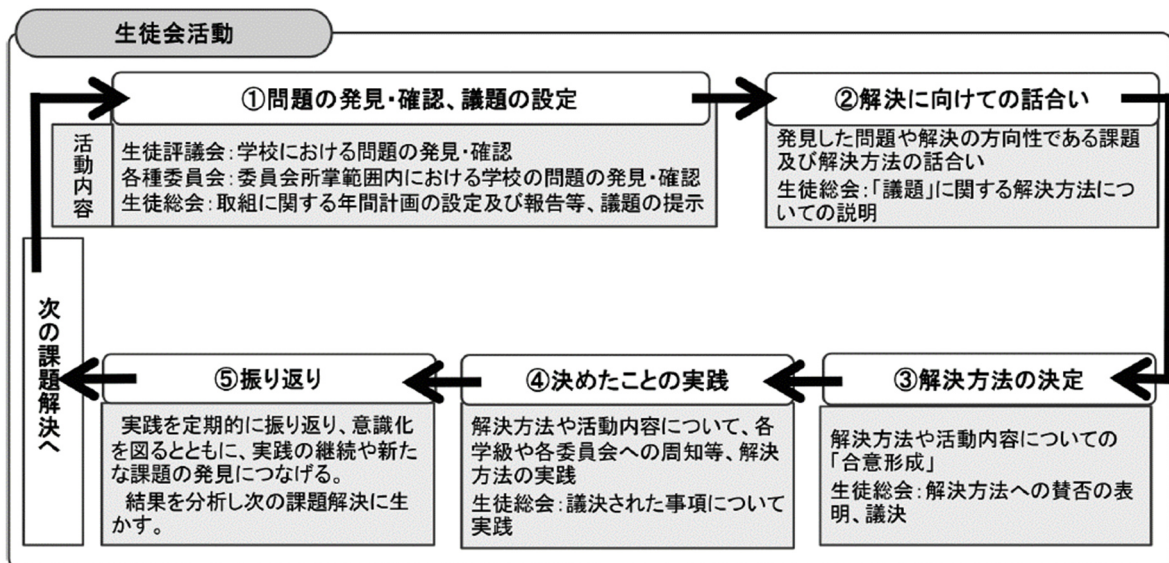 生徒会活動
①問題の発見・確認、議題の設定
活動内容
生徒評議会：学校における問題の発見・確認
各種委員会：委員会所掌範囲内における学校の問題の発見・確認
生徒総会：取組に関する年間計画の設定及び報告等、議題の提示
②解決に向けての話合い
発見した問題や解決の方向性である課題
及び解決方法の話合い
生徒総会：「議題」に関する解決方法につい
ての説明
③解決方法の決定
解決方法や活動内容についての
「合意形成」
生徒総会：解決方法への賛否の表
明、議決
④決めたことの実践
解決方法や活動内容について、各
学級や各委員会への周知等、解決
方法の実践
生徒総会：議決された事項について
実践
⑤振り返り
実践を定期的に振り返り、意識化
を図るとともに、実践の継続や新た
な課題の発見につなげる。
結果を分析し次の課題解決に生
かす。
次の課題解決へ